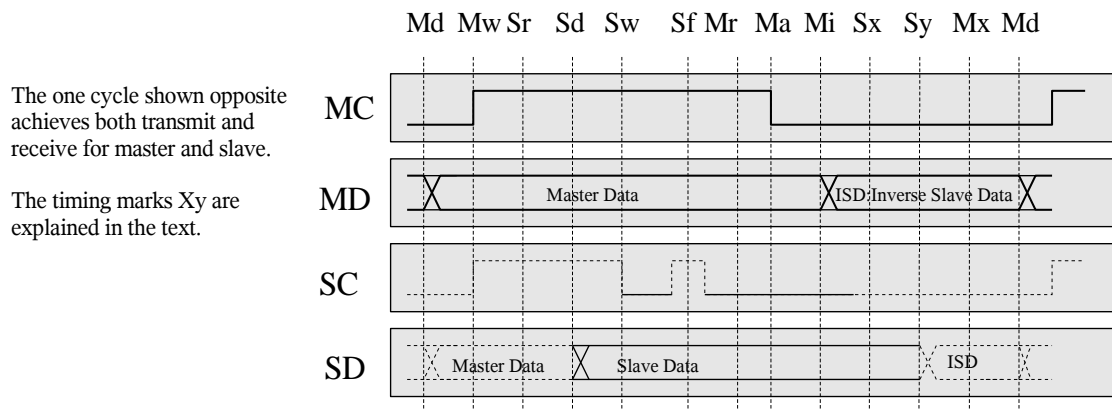 Md Mw Sr Sd Sw Sf Mr Ma Mi Sx Sy Mx Md
The one cycle shown opposite
achieves both transmit and
receive for master and slave.
The timing marks Xy are
explained in the text.
MC
MD
Master Data
ISD:Inverse Slave Data
SC
SD
Master Data
Slave Data
ISD